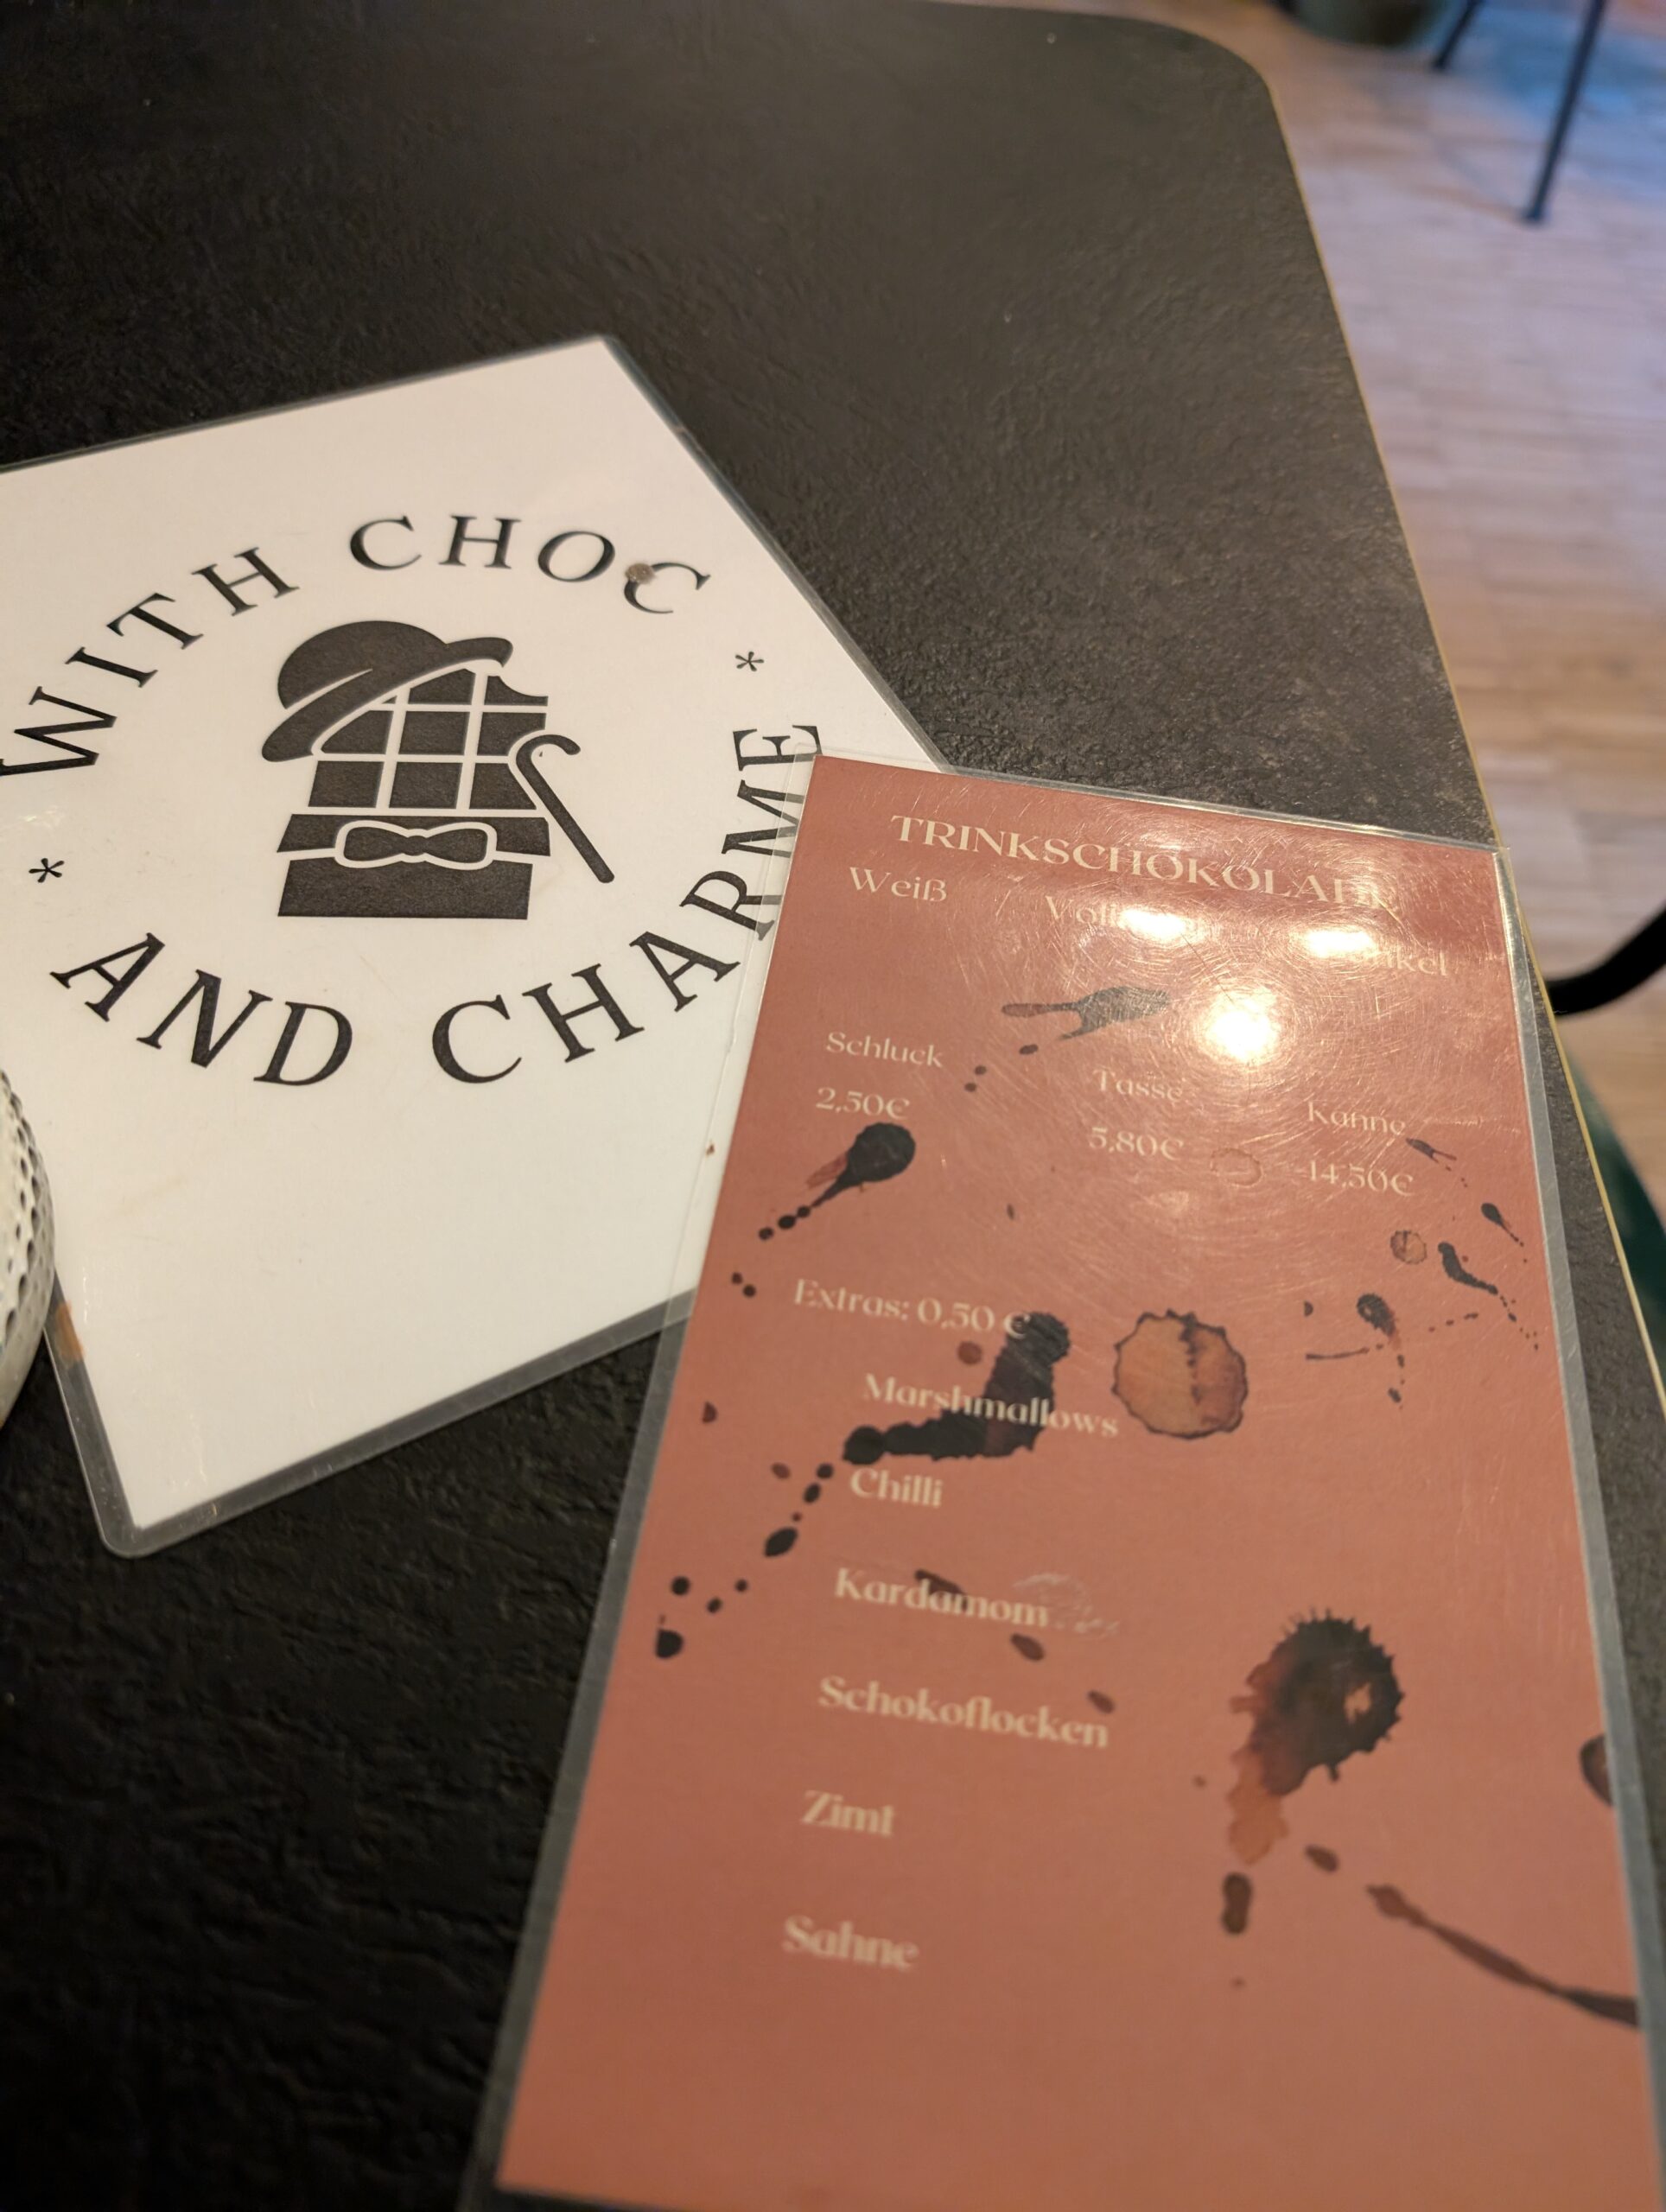 WITH CHOC
* AND CHARME *
TRINKSCHOKOLADE
Weiß
Schluck Tasse Kanne
2,50€ 5,80€ 14,50€
Extras: 0,50 €
Marshmallows
Chilli
Kardamom
Schokoflocken
Zimt
Sahne